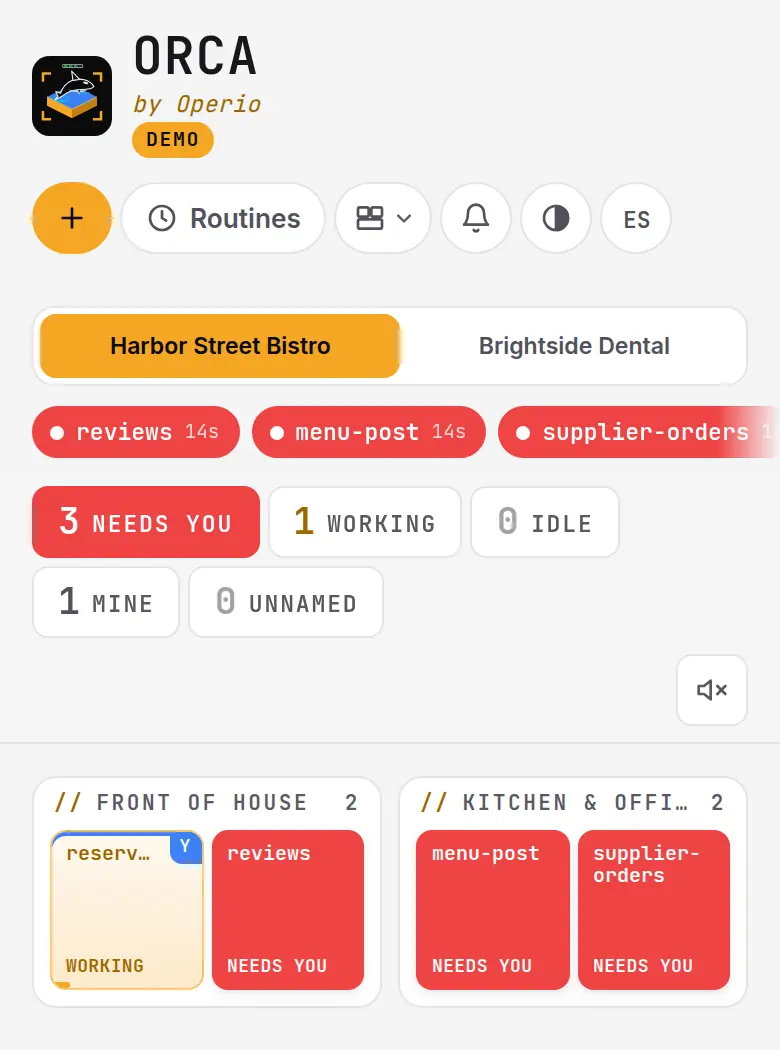 ORCA
by Operio
DEMO
+ Routines ES
Harbor Street Bistro Brightside Dental
reviews 14s menu-post 14s supplier-orders
3 NEEDS YOU 1 WORKING 0 IDLE
1 MINE 0 UNNAMED
// FRONT OF HOUSE 2 // KITCHEN & OFFI… 2
reserv… Y reviews menu-post supplier-
orders
WORKING NEEDS YOU NEEDS YOU NEEDS YOU